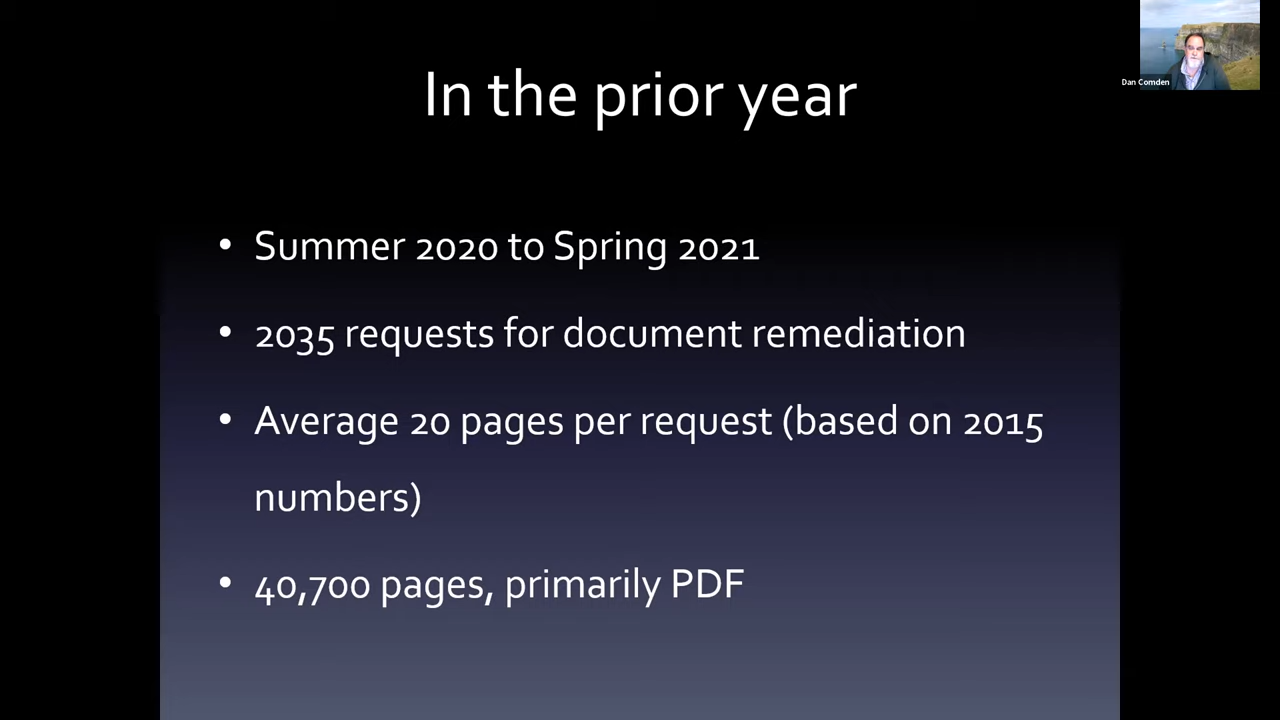 In the prior year
Dan Comden
• Summer 2020 to Spring 2021
• 2035 requests for document remediation
• Average 20 pages per request (based on 2015
numbers)
• 40,700 pages, primarily PDF